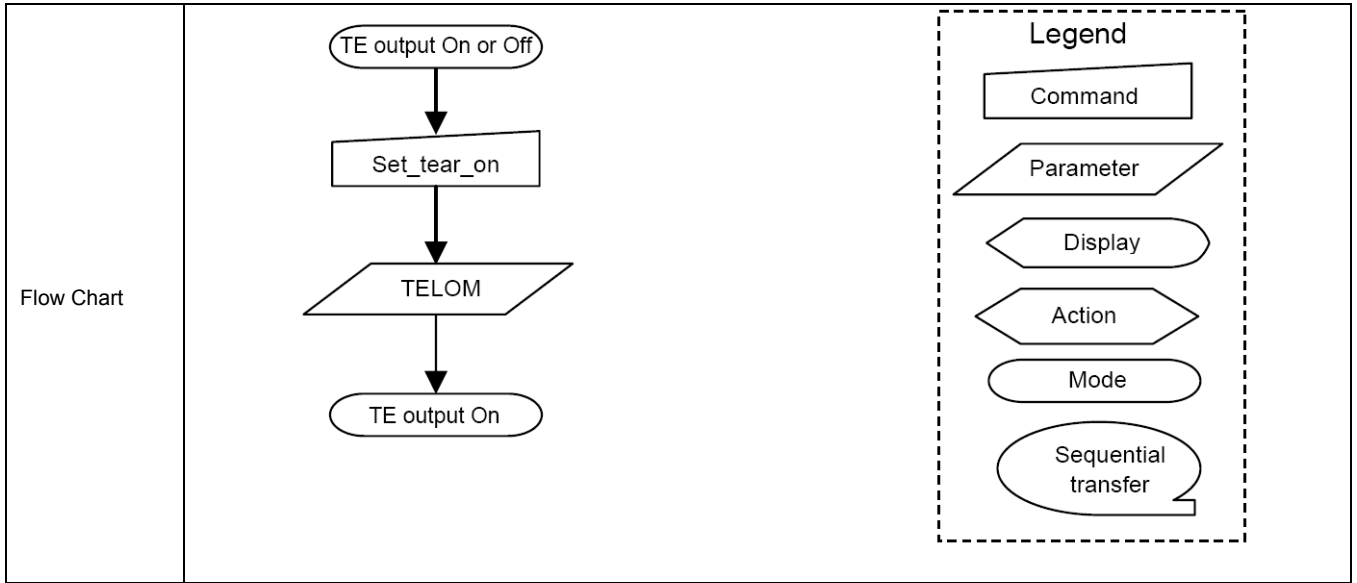 Flow Chart
TE output On or Off
Set_tear_on
TELOM
TE output On
Legend
Command
Parameter
Display
Action
Mode
Sequential
transfer